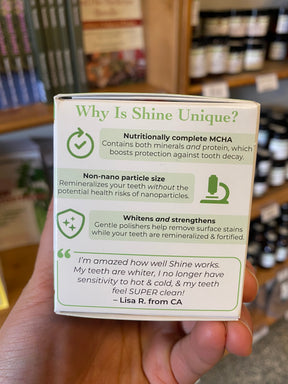 Why Is Shine Unique?
Nutritionally complete MCHA
Contains both minerals and protein, which
boosts protection against tooth decay.
Non-nano particle size
Remineralizes your teeth without the
potential health risks of nanoparticles.
Whitens and strengthens
Gentle polishers help remove surface stains
while your teeth are remineralized & fortified.
“
I'm amazed how well Shine works.
My teeth are whiter, I no longer have
sensitivity to hot & cold, & my teeth
feel SUPER clean!
– Lisa R. from CA